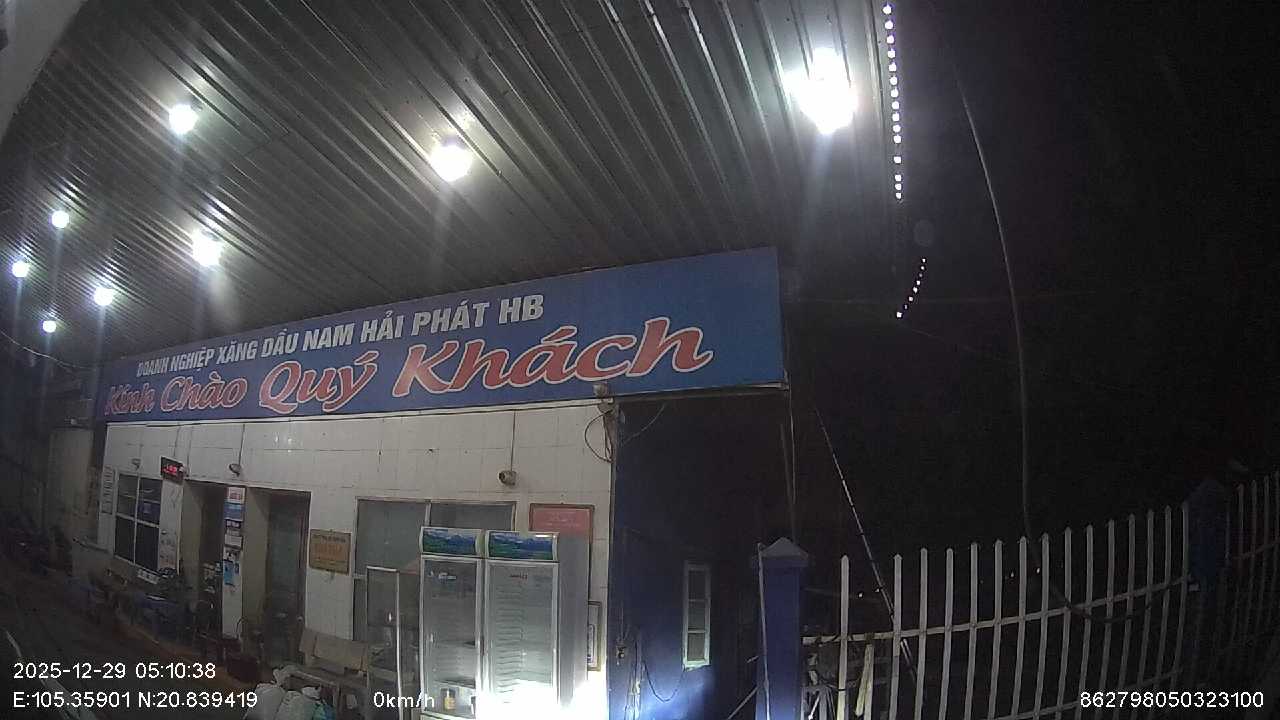 DOANH NGHIỆP XĂNG DẦU NAM HẢI PHÁT HB
Kính Chào Quý Khách
2025-12-29 05:10:38
E:105.35901 N:20.839419
0km/h
862798050323100